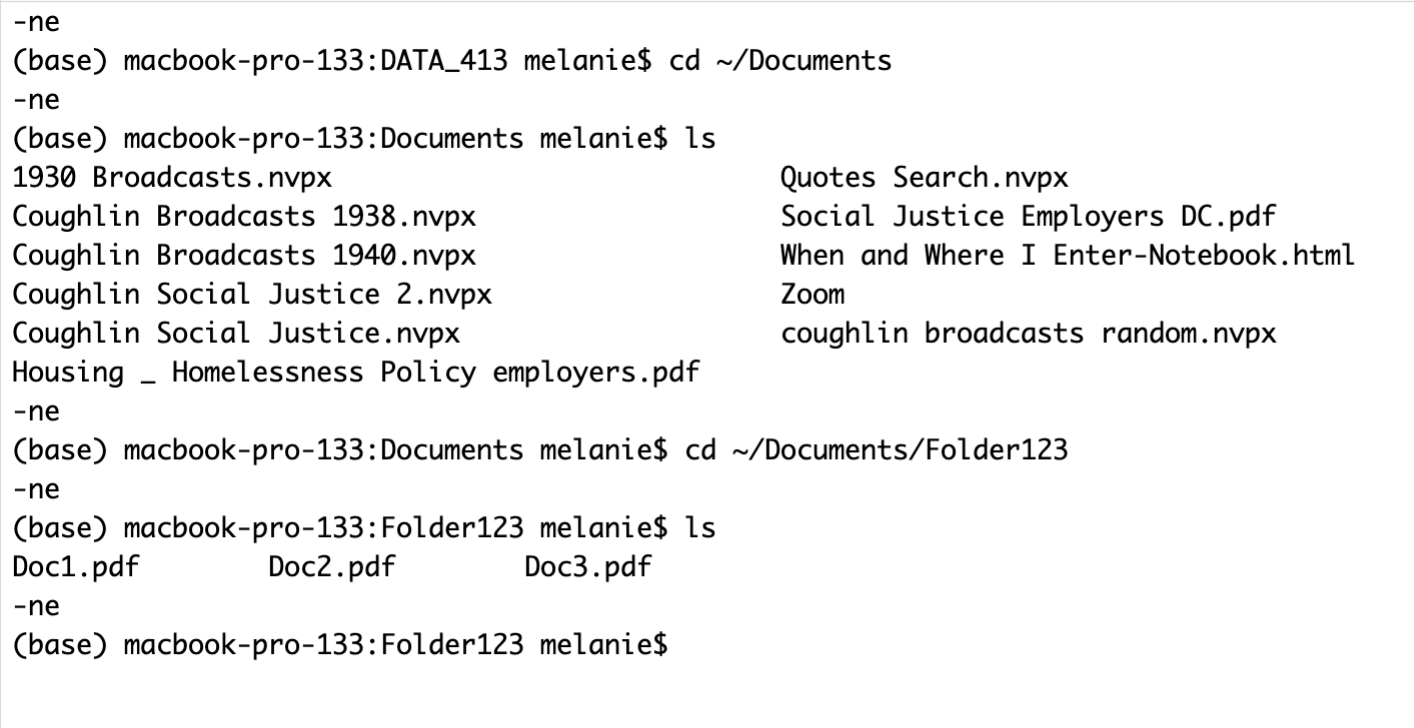 -ne
(base) macbook-pro-133:DATA_413 melanie$ cd ~/Documents
-ne
(base) macbook-pro-133:Documents melanie$ ls
1930 Broadcasts.nvpx                            Quotes Search.nvpx
Coughlin Broadcasts 1938.nvpx                   Social Justice Employers DC.pdf
Coughlin Broadcasts 1940.nvpx                   When and Where I Enter-Notebook.html
Coughlin Social Justice 2.nvpx                  Zoom
Coughlin Social Justice.nvpx                    coughlin broadcasts random.nvpx
Housing _ Homelessness Policy employers.pdf
-ne
(base) macbook-pro-133:Documents melanie$ cd ~/Documents/Folder123
-ne
(base) macbook-pro-133:Folder123 melanie$ ls
Doc1.pdf        Doc2.pdf        Doc3.pdf
-ne
(base) macbook-pro-133:Folder123 melanie$